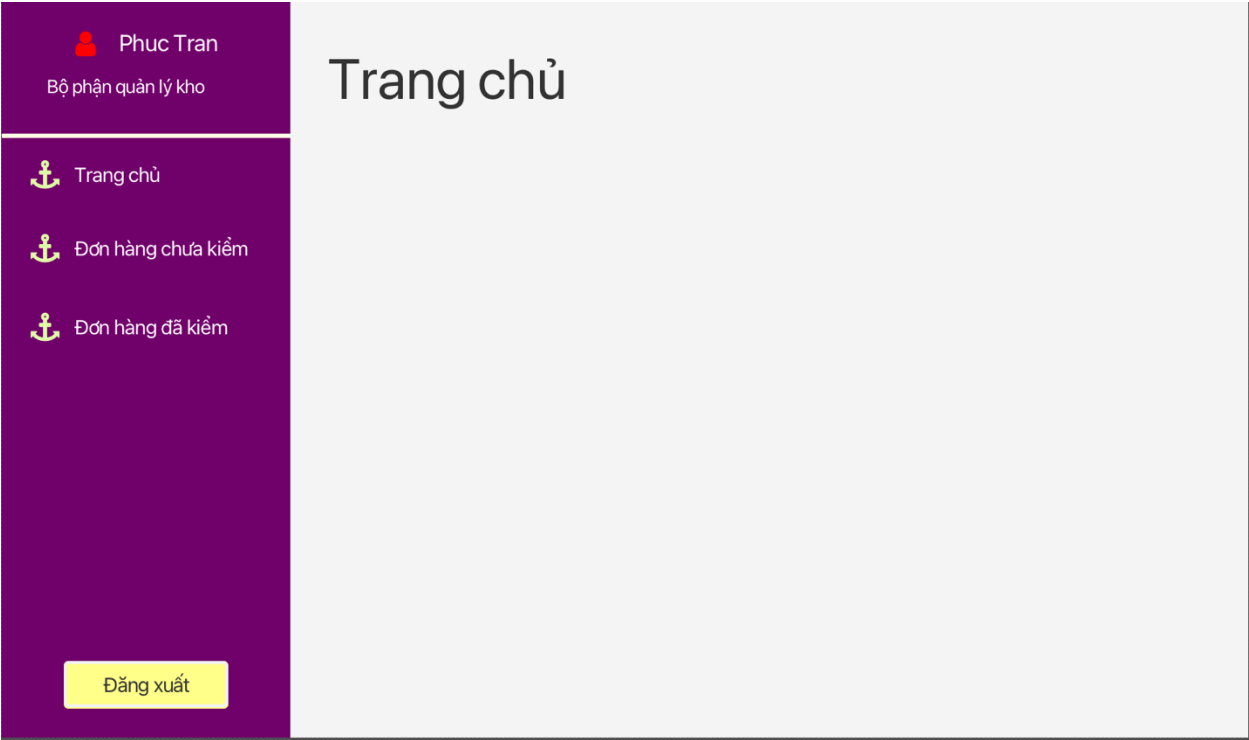 Phuc Tran
Bộ phận quản lý kho
Trang chủ
Đơn hàng chưa kiểm
Đơn hàng đã kiểm
Đăng xuất
Trang chủ